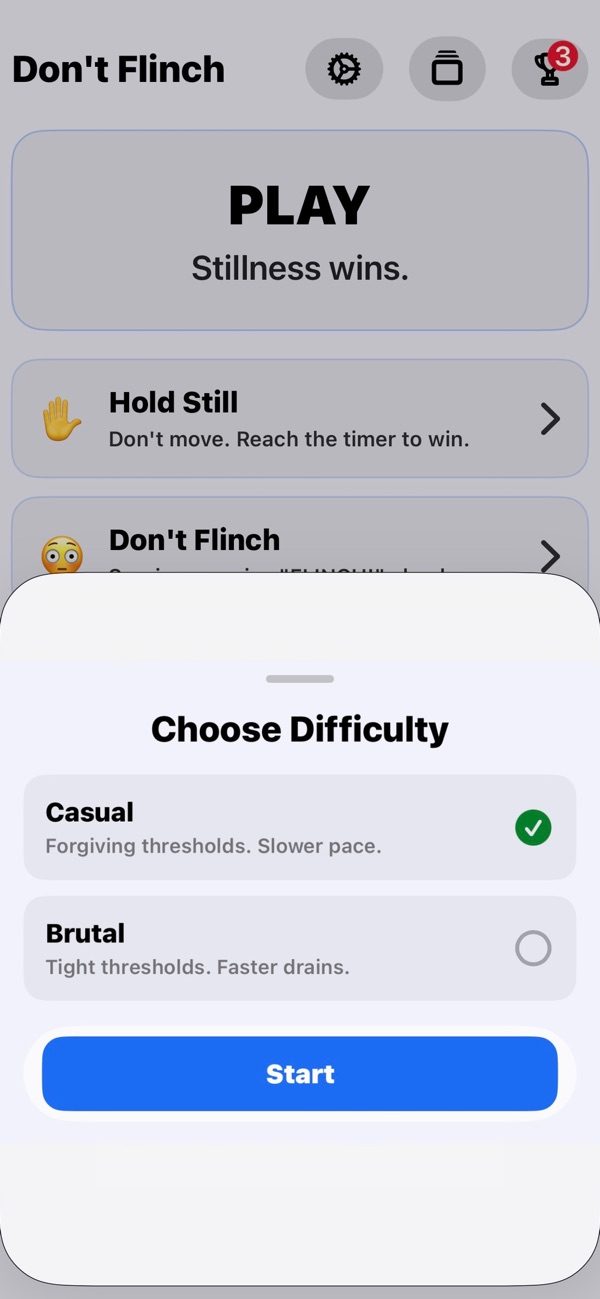 Don't Flinch
3
PLAY
Stillness wins.
Hold Still
Don't move. Reach the timer to win.
Don't Flinch
"FLINCH!"
Choose Difficulty
Casual
Forgiving thresholds. Slower pace.
Brutal
Tight thresholds. Faster drains.
Start